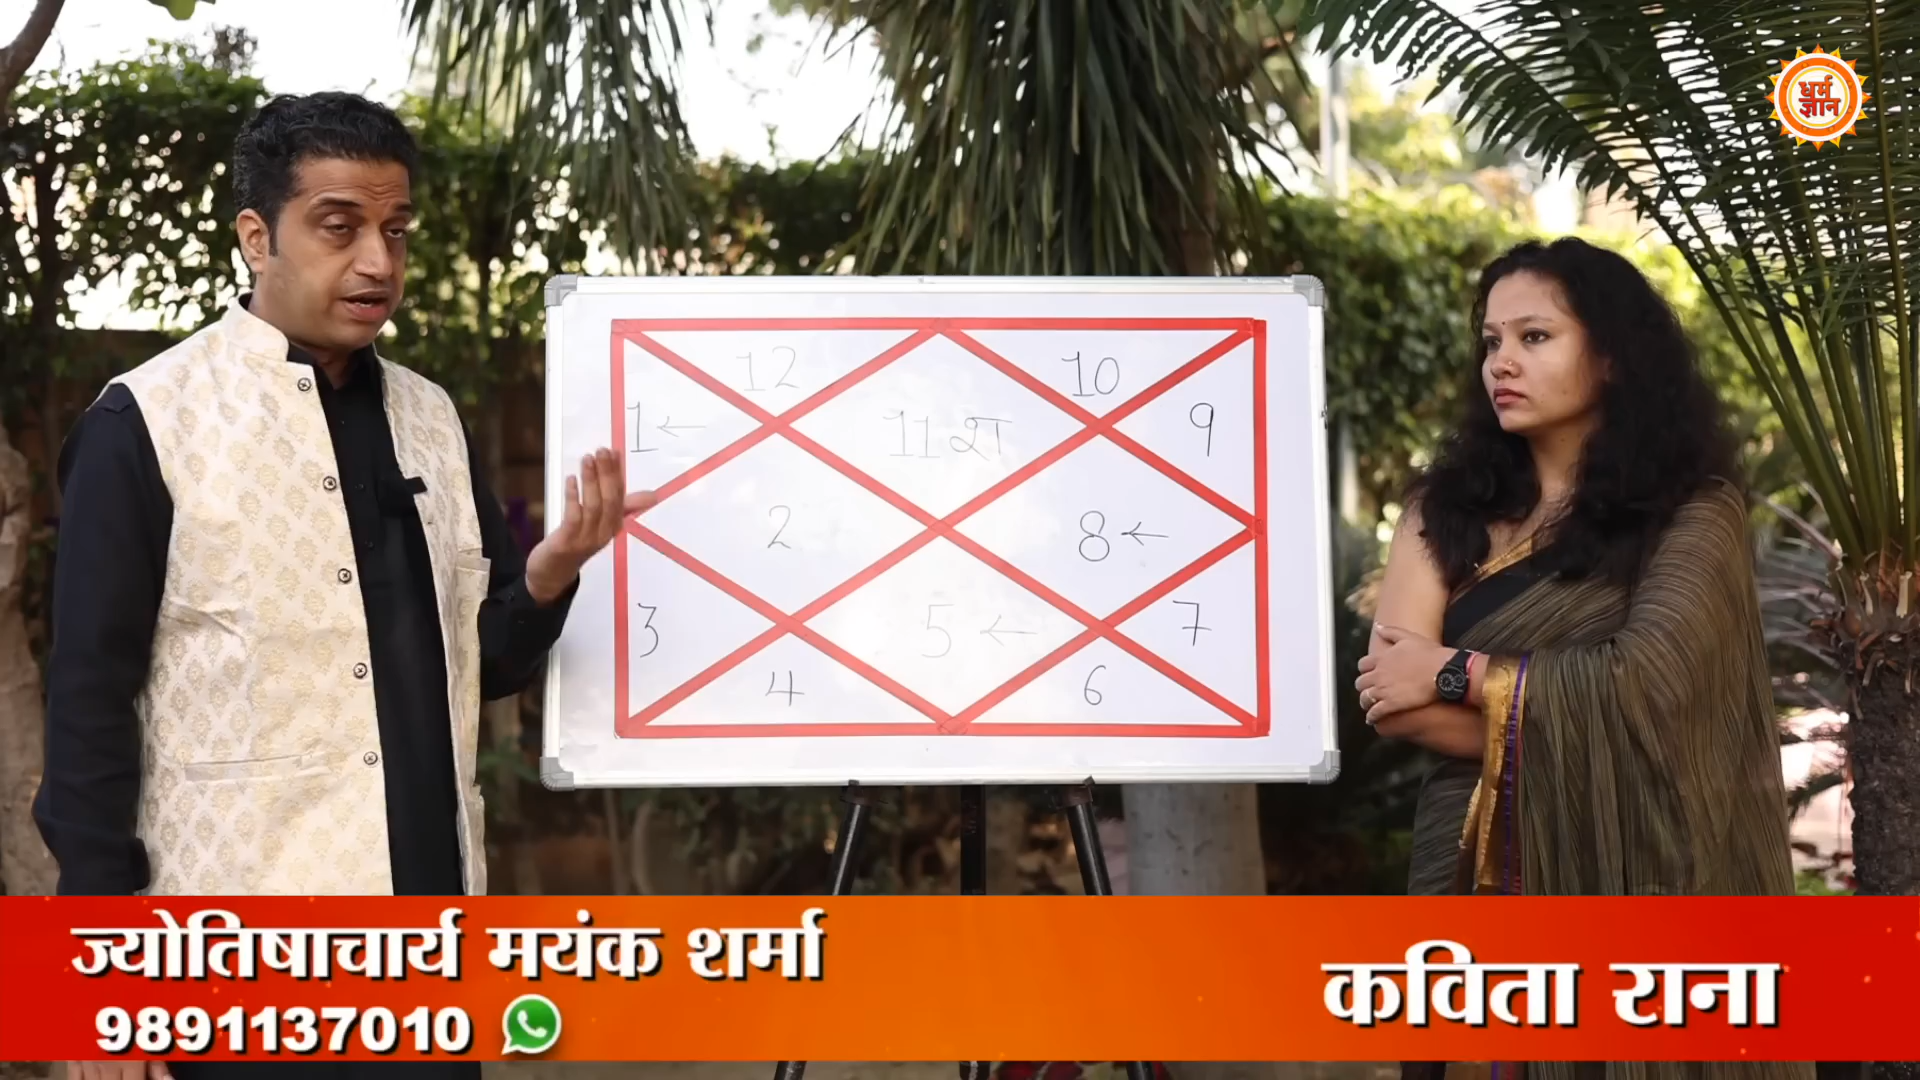 धर्म
ज्ञान
12
10
1←
11 श
9
2
8←
3
5←
7
4
6
ज्योतिषाचार्य मयंक शर्मा
9891137010
कविता राना